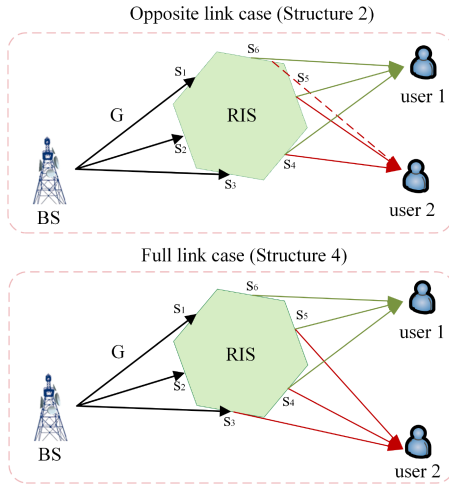 Opposite link case (Structure 2)
S6
S1
S5
user 1
G
RIS
S2
S4
S3
BS
user 2
Full link case (Structure 4)
S6
S1
S5
user 1
G
RIS
S2
S4
S3
BS
user 2